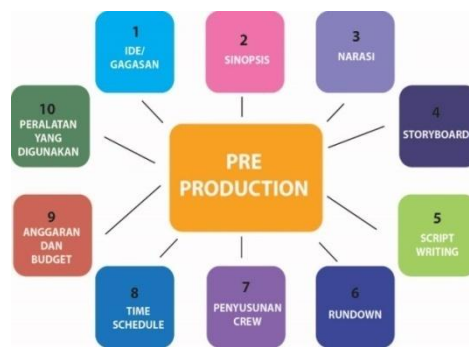 1
IDE/
GAGASAN
2
SINOPSIS
3
NARASI
4
STORYBOARD
5
SCRIPT
WRITING
6
RUNDOWN
7
PENYUSUNAN
CREW
8
TIME
SCHEDULE
9
ANGGARAN
DAN
BUDGET
10
PERALATAN
YANG
DIGUNAKAN
PRE
PRODUCTION